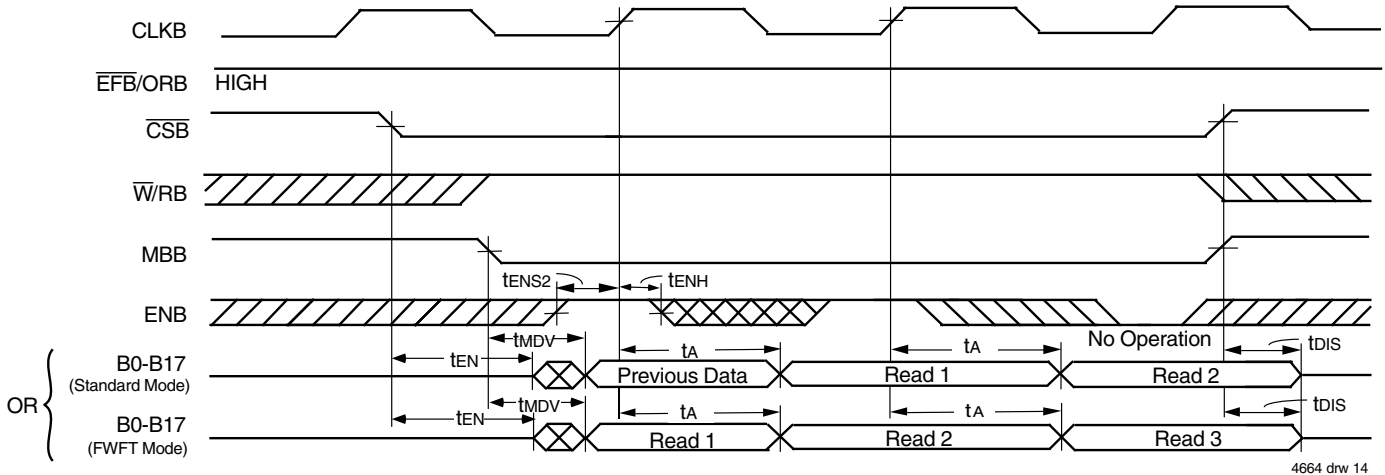 CLKB
EFB/ORB HIGH
CSB
W/RB
MBB
tENS2 tENH
ENB
No Operation
tMDV tEN tA tA tDIS
B0-B17
(Standard Mode)
Previous Data Read 1 Read 2
OR
tMDV tEN tA tA tDIS
B0-B17
(FWFT Mode)
Read 1 Read 2 Read 3
4664 drw 14